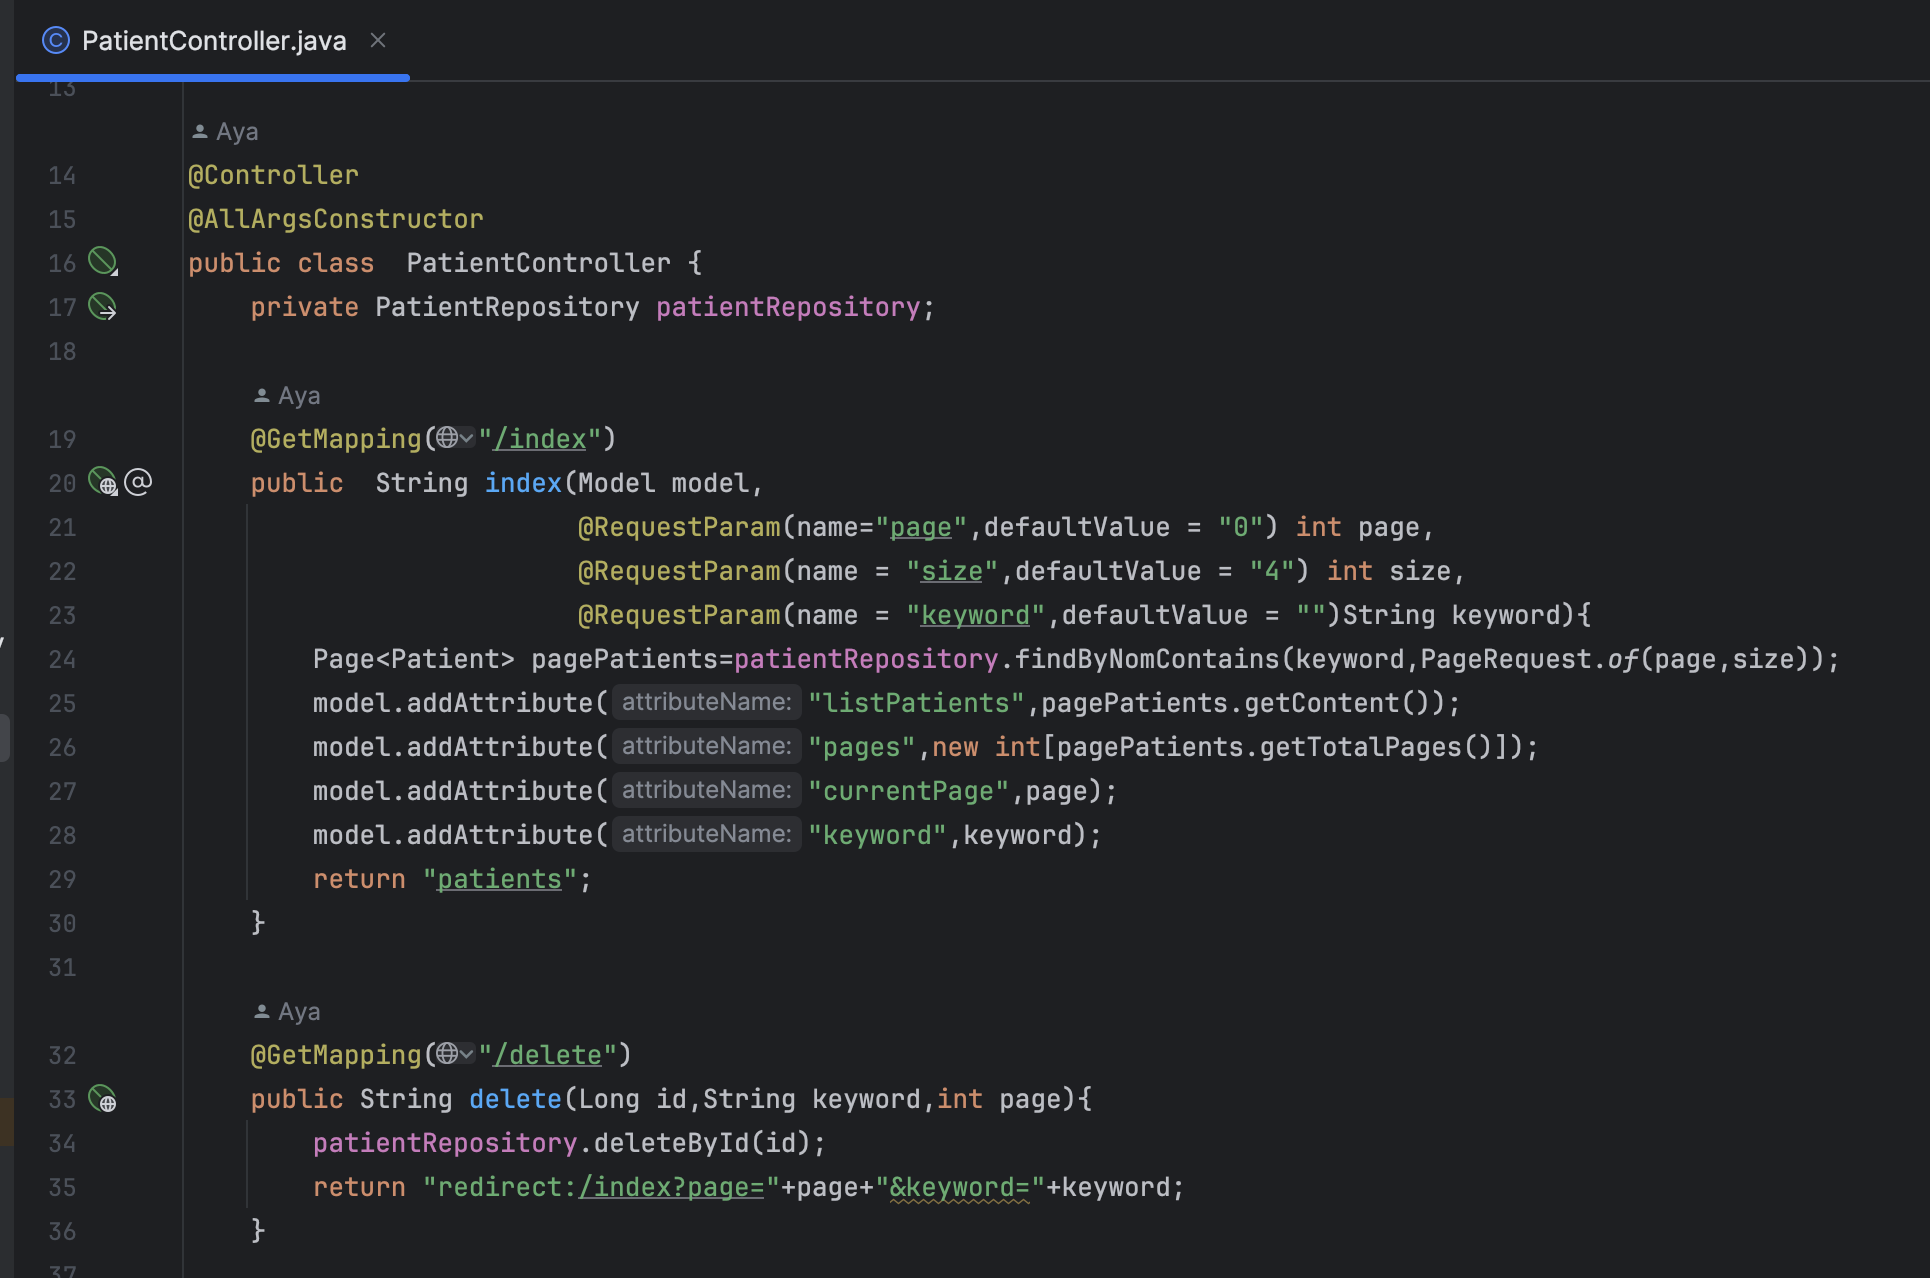 PatientController.java
13
Aya
14 @Controller
15 @AllArgsConstructor
16 public class  PatientController {
17     private PatientRepository patientRepository;
18
Aya
19     @GetMapping("/index")
20     public  String index(Model model,
21                          @RequestParam(name="page",defaultValue = "0") int page,
22                          @RequestParam(name = "size",defaultValue = "4") int size,
23                          @RequestParam(name = "keyword",defaultValue = "")String keyword){
24         Page<Patient> pagePatients=patientRepository.findByNomContains(keyword,PageRequest.of(page,size));
25         model.addAttribute( attributeName: "listPatients",pagePatients.getContent());
26         model.addAttribute( attributeName: "pages",new int[pagePatients.getTotalPages()]);
27         model.addAttribute( attributeName: "currentPage",page);
28         model.addAttribute( attributeName: "keyword",keyword);
29         return "patients";
30     }
31
Aya
32     @GetMapping("/delete")
33     public String delete(Long id,String keyword,int page){
34         patientRepository.deleteById(id);
35         return "redirect:/index?page="+page+"&keyword="+keyword;
36     }
37